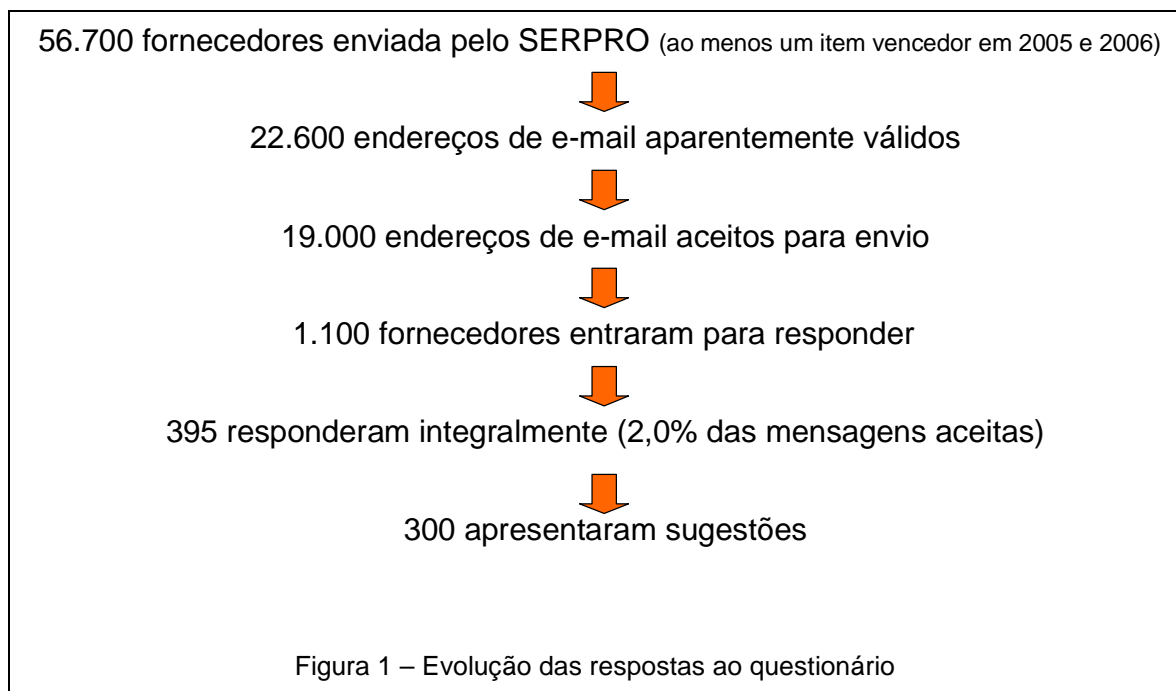 56.700 fornecedores enviada pelo SERPRO (ao menos um item vencedor em 2005 e 2006)
22.600 endereços de e-mail aparentemente válidos
19.000 endereços de e-mail aceitos para envio
1.100 fornecedores entraram para responder
395 responderam integralmente (2,0% das mensagens aceitas)
300 apresentaram sugestões
Figura 1 – Evolução das respostas ao questionário